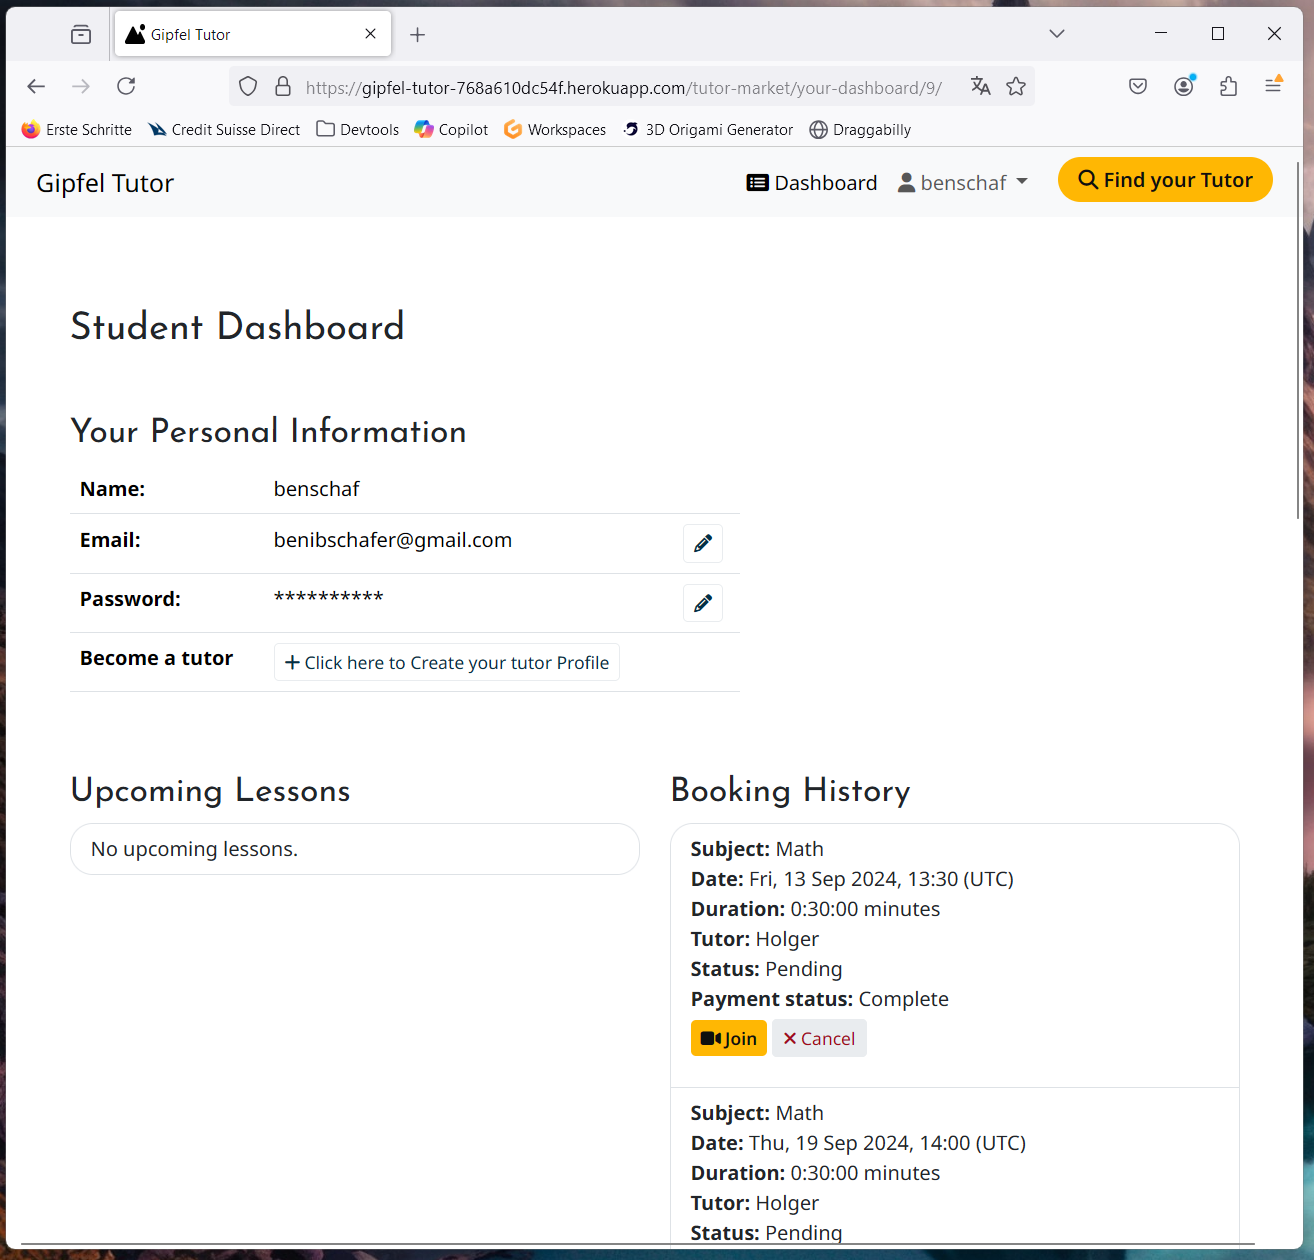 Gipfel Tutor
https://gipfel-tutor-768a610dc54f.herokuapp.com/tutor-market/your-dashboard/9/
Erste Schritte Credit Suisse Direct Devtools Copilot Workspaces 3D Origami Generator Draggabilly
Gipfel Tutor Dashboard benschaf Find your Tutor
Student Dashboard
Your Personal Information
Name: benschaf
Email: benibschafer@gmail.com
Password: **********
Become a tutor + Click here to Create your tutor Profile
Upcoming Lessons
No upcoming lessons.
Booking History
Subject: Math
Date: Fri, 13 Sep 2024, 13:30 (UTC)
Duration: 0:30:00 minutes
Tutor: Holger
Status: Pending
Payment status: Complete
Join Cancel
Subject: Math
Date: Thu, 19 Sep 2024, 14:00 (UTC)
Duration: 0:30:00 minutes
Tutor: Holger
Status: Pending